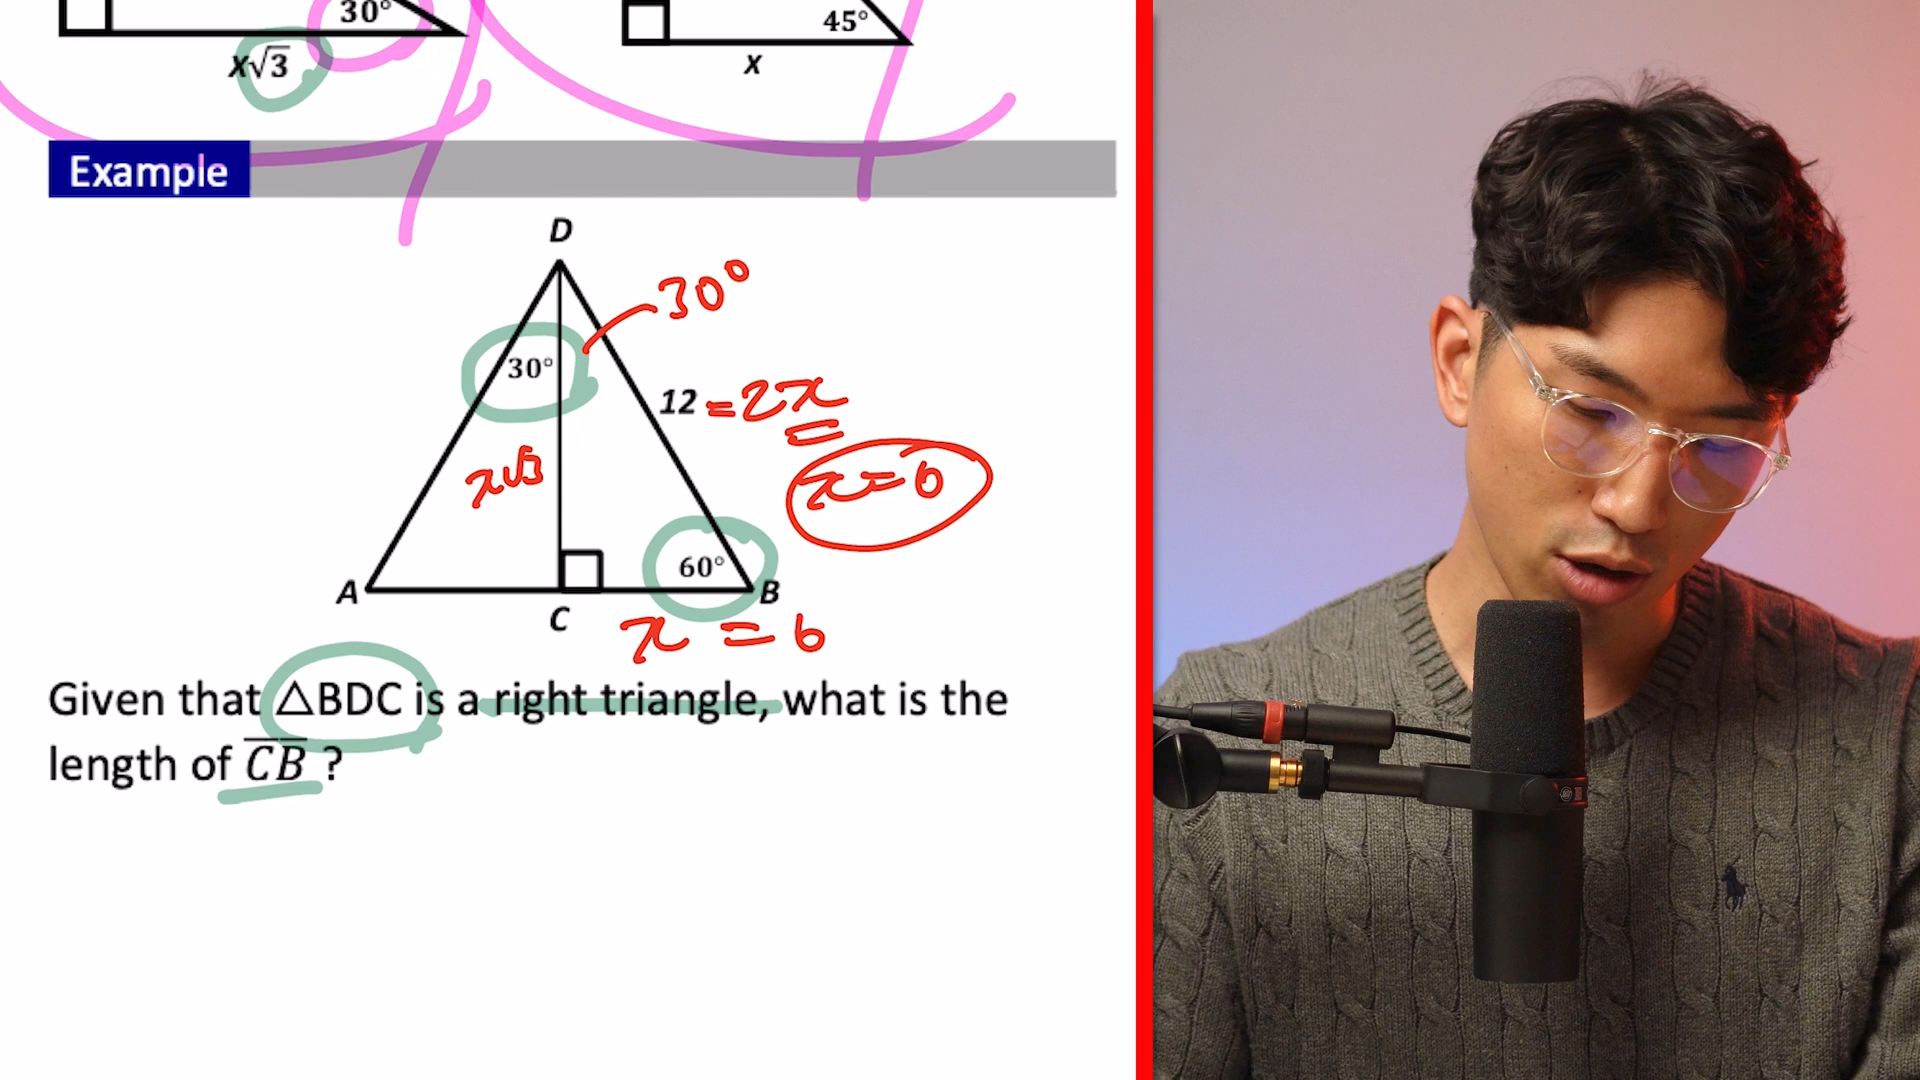 30°
45°
x√3
x
Example
D
30°
30°
12 = 2x
x√3
x = 6
60°
A
B
C
x = 6
Given that △BDC is a right triangle, what is the
length of C̅B̅ ?